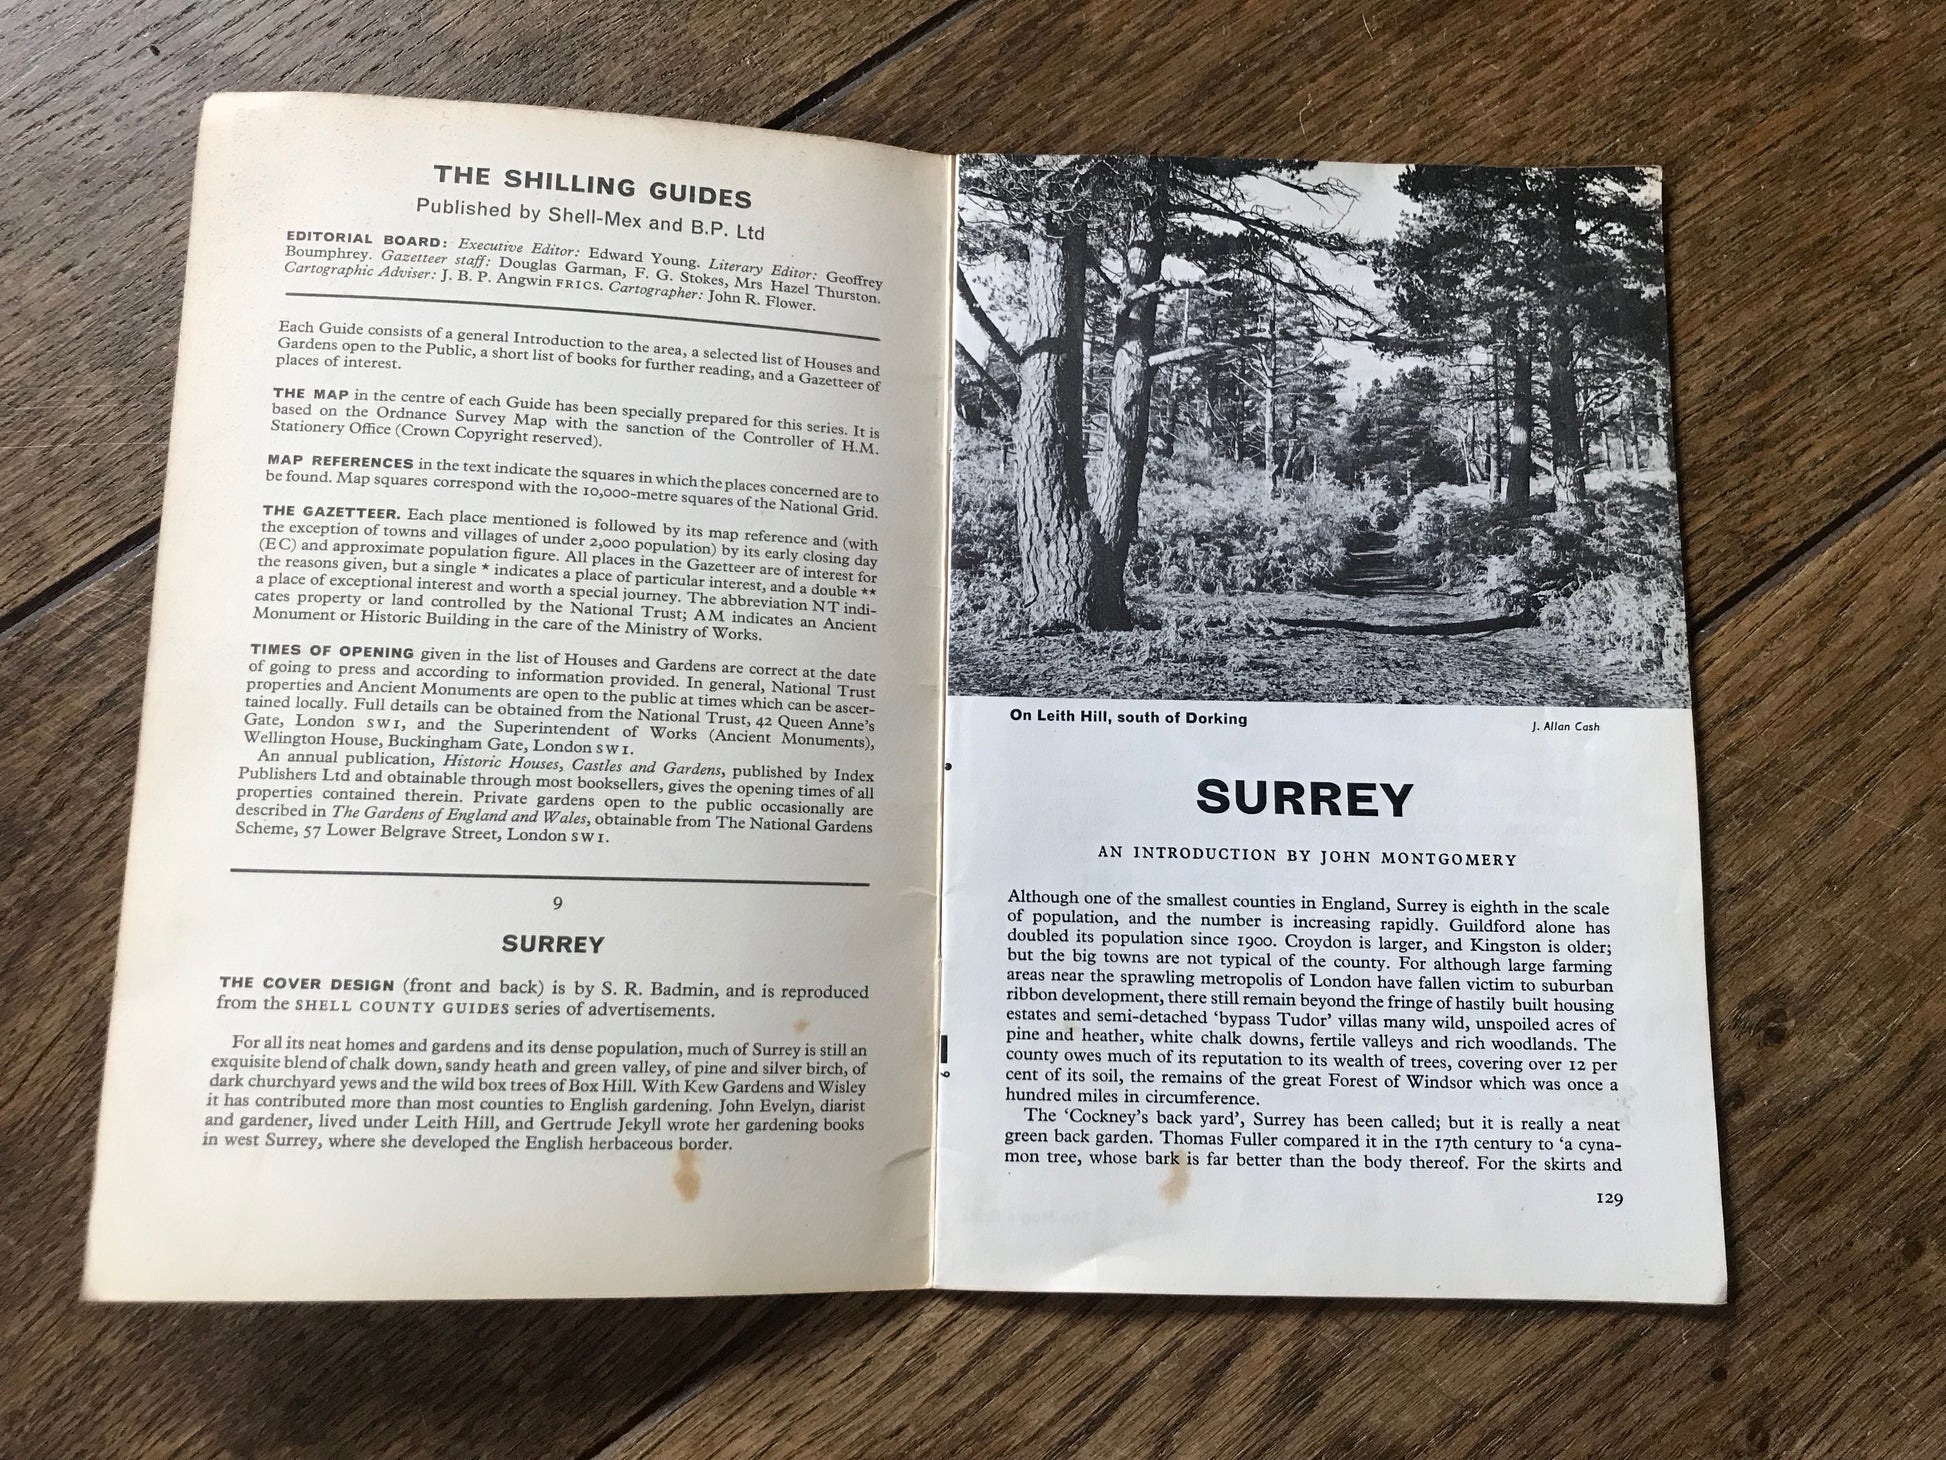 THE SHILLING GUIDES
Published by Shell-Mex and B.P. Ltd
EDITORIAL BOARD: Executive Editor: Edward Young. Literary Editor: Geoffrey
Boumphrey. Gazetteer staff: Douglas Garman, F. G. Stokes, Mrs Hazel Thurston.
Cartographic Adviser: J. B. P. Angwin FRICS. Cartographer: John R. Flower.
Each Guide consists of a general Introduction to the area, a selected list of Houses and
Gardens open to the Public, a short list of books for further reading, and a Gazetteer of
places of interest.
THE MAP in the centre of each Guide has been specially prepared for this series. It is
based on the Ordnance Survey Map with the sanction of the Controller of H.M.
Stationery Office (Crown Copyright reserved).
MAP REFERENCES in the text indicate the squares in which the places concerned are to
be found. Map squares correspond with the 10,000-metre squares of the National Grid.
THE GAZETTEER. Each place mentioned is followed by its map reference and (with
the exception of towns and villages of under 2,000 population) by its early closing day
(EC) and approximate population figure. All places in the Gazetteer are of interest for
the reasons given, but a single * indicates a place of particular interest, and a double **
a place of exceptional interest and worth a special journey. The abbreviation NT indi-
cates property or land controlled by the National Trust; AM indicates an Ancient
Monument or Historic Building in the care of the Ministry of Works.
TIMES OF OPENING given in the list of Houses and Gardens are correct at the date
of going to press and according to information provided. In general, National Trust
properties and Ancient Monuments are open to the public at times which can be ascer-
tained locally. Full details can be obtained from the National Trust, 42 Queen Anne's
Gate, London SW1, and the Superintendent of Works (Ancient Monuments),
Wellington House, Buckingham Gate, London SW1.
An annual publication, Historic Houses, Castles and Gardens, published by Index
Publishers Ltd and obtainable through most booksellers, gives the opening times of all
properties contained therein. Private gardens open to the public occasionally are
described in The Gardens of England and Wales, obtainable from The National Gardens
Scheme, 57 Lower Belgrave Street, London SW1.
9
SURREY
THE COVER DESIGN (front and back) is by S. R. Badmin, and is reproduced
from the SHELL COUNTY GUIDES series of advertisements.
For all its neat homes and gardens and its dense population, much of Surrey is still an
exquisite blend of chalk down, sandy heath and green valley, of pine and silver birch, of
dark churchyard yews and the wild box trees of Box Hill. With Kew Gardens and Wisley
it has contributed more than most counties to English gardening. John Evelyn, diarist
and gardener, lived under Leith Hill, and Gertrude Jekyll wrote her gardening books
in west Surrey, where she developed the English herbaceous border.
On Leith Hill, south of Dorking
J. Allan Cash
SURREY
AN INTRODUCTION BY JOHN MONTGOMERY
Although one of the smallest counties in England, Surrey is eighth in the scale
of population, and the number is increasing rapidly. Guildford alone has
doubled its population since 1900. Croydon is larger, and Kingston is older;
but the big towns are not typical of the county. For although large farming
areas near the sprawling metropolis of London have fallen victim to suburban
ribbon development, there still remain beyond the fringe of hastily built housing
estates and semi-detached 'bypass Tudor' villas many wild, unspoiled acres of
pine and heather, white chalk downs, fertile valleys and rich woodlands. The
county owes much of its reputation to its wealth of trees, covering over 12 per
cent of its soil, the remains of the great Forest of Windsor which was once a
hundred miles in circumference.
The 'Cockney's back yard', Surrey has been called; but it is really a neat
green back garden. Thomas Fuller compared it in the 17th century to 'a cyna-
mon tree, whose bark is far better than the body thereof. For the skirts and
129